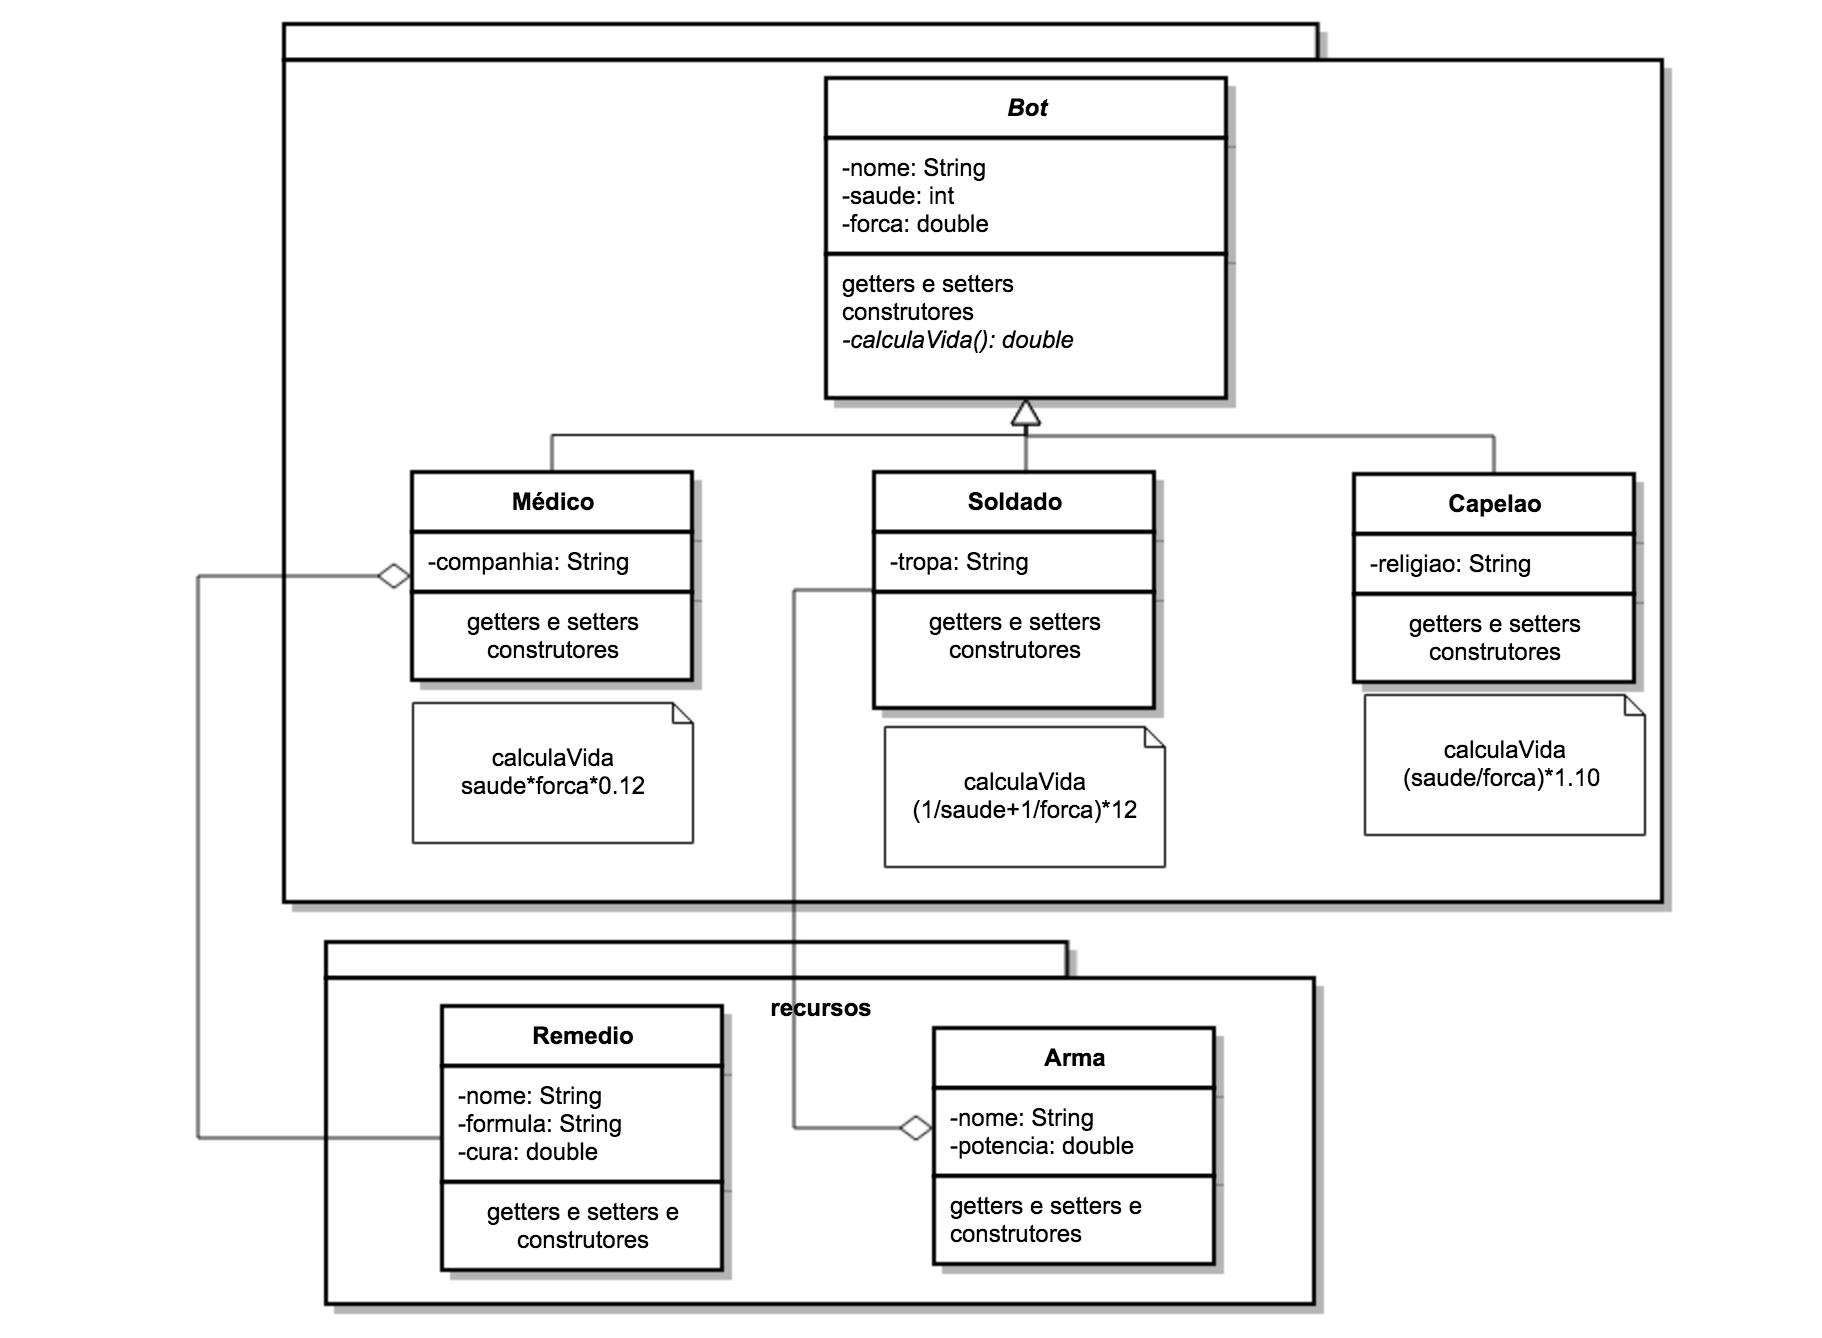 Bot
-nome: String
-saude: int
-forca: double
getters e setters
construtores
-calculaVida(): double
Médico
-companhia: String
getters e setters
construtores
calculaVida
saude*forca*0.12
Soldado
-tropa: String
getters e setters
construtores
calculaVida
(1/saude+1/forca)*12
Capelao
-religiao: String
getters e setters
construtores
calculaVida
(saude/forca)*1.10
recursos
Remedio
-nome: String
-formula: String
-cura: double
getters e setters e
construtores
Arma
-nome: String
-potencia: double
getters e setters e
construtores